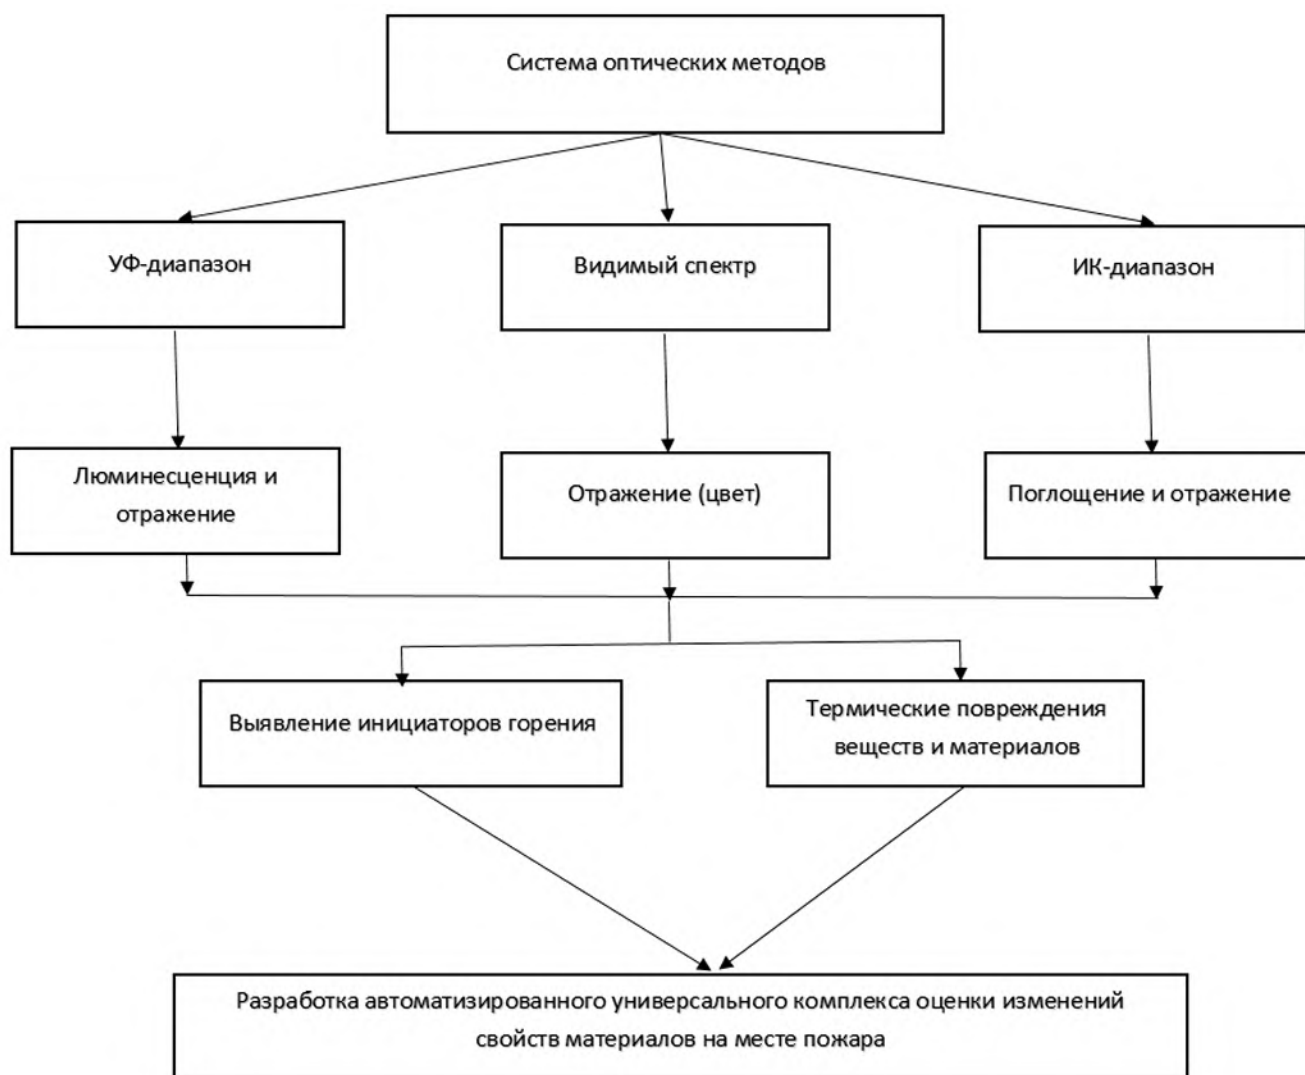 Система оптических методов
УФ-диапазон
Видимый спектр
ИК-диапазон
Люминесценция и
отражение
Отражение (цвет)
Поглощение и отражение
Выявление инициаторов горения
Термические повреждения
веществ и материалов
Разработка автоматизированного универсального комплекса оценки изменений
свойств материалов на месте пожара